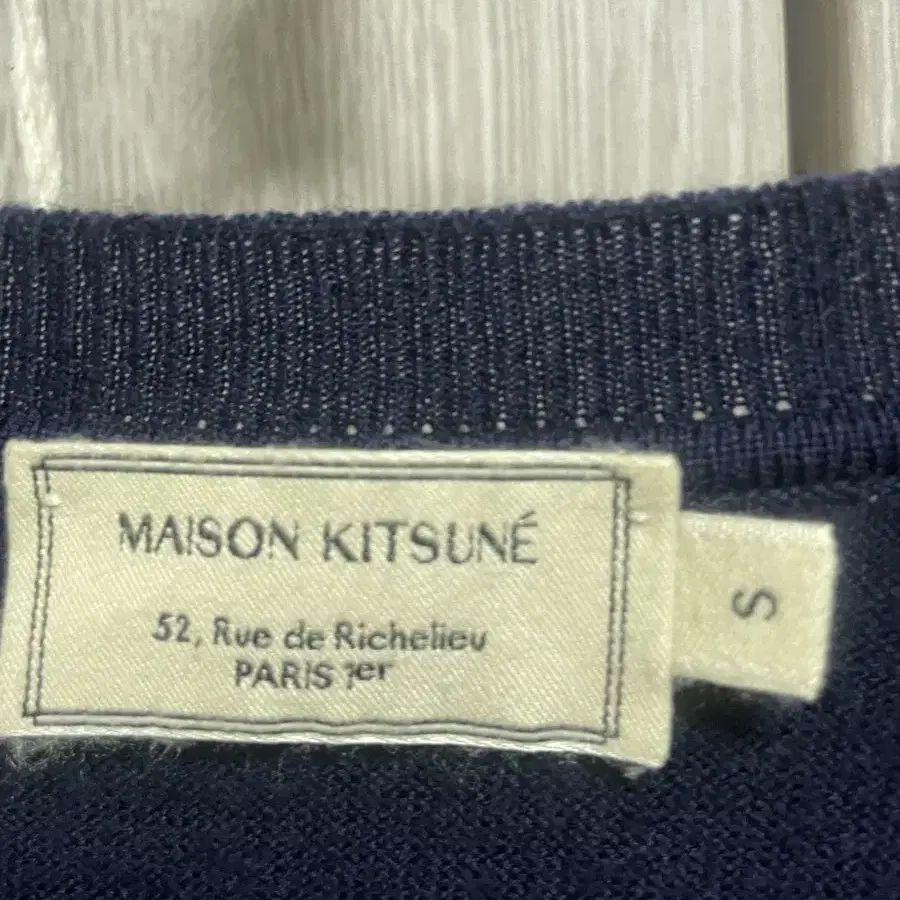 MAISON KITSUNÉ
52, Rue de Richelieu
PARIS 1er
S